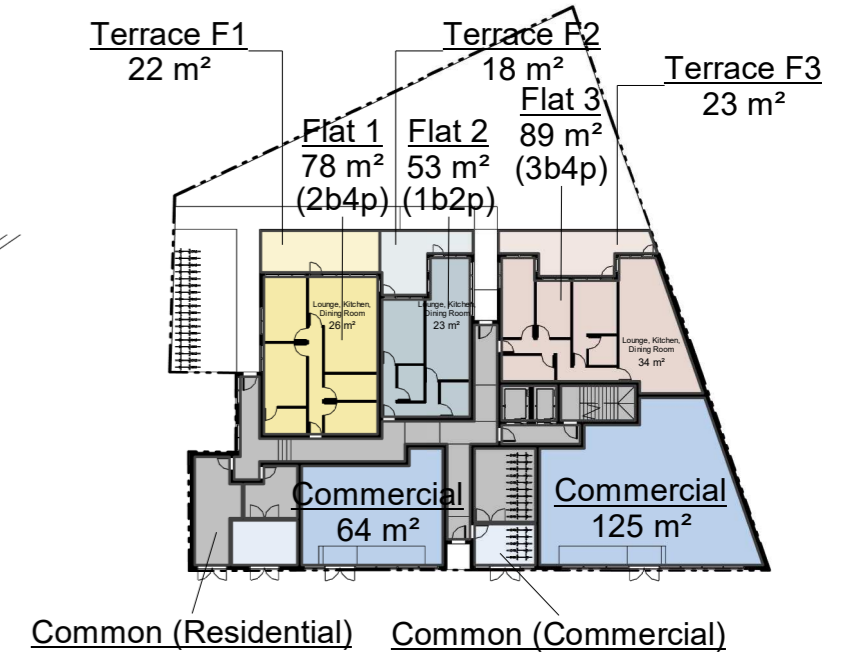 Terrace F1
22 m²
Terrace F2
18 m²
Terrace F3
23 m²
Flat 1
78 m²
(2b4p)
Flat 2
53 m²
(1b2p)
Flat 3
89 m²
(3b4p)
Lounge, Kitchen,
Dining Room
26 m²
Lounge, Kitchen,
Dining Room
23 m²
Lounge, Kitchen,
Dining Room
34 m²
Commercial
64 m²
Commercial
125 m²
Common (Residential)
Common (Commercial)